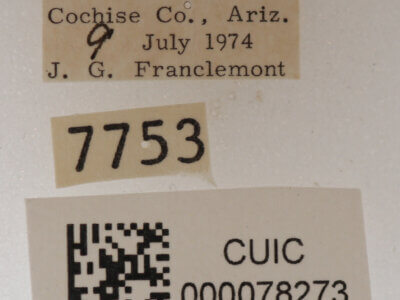 Cochise Co., Ariz.
9 July 1974
J. G. Franclemont
7753
CUIC
000078273